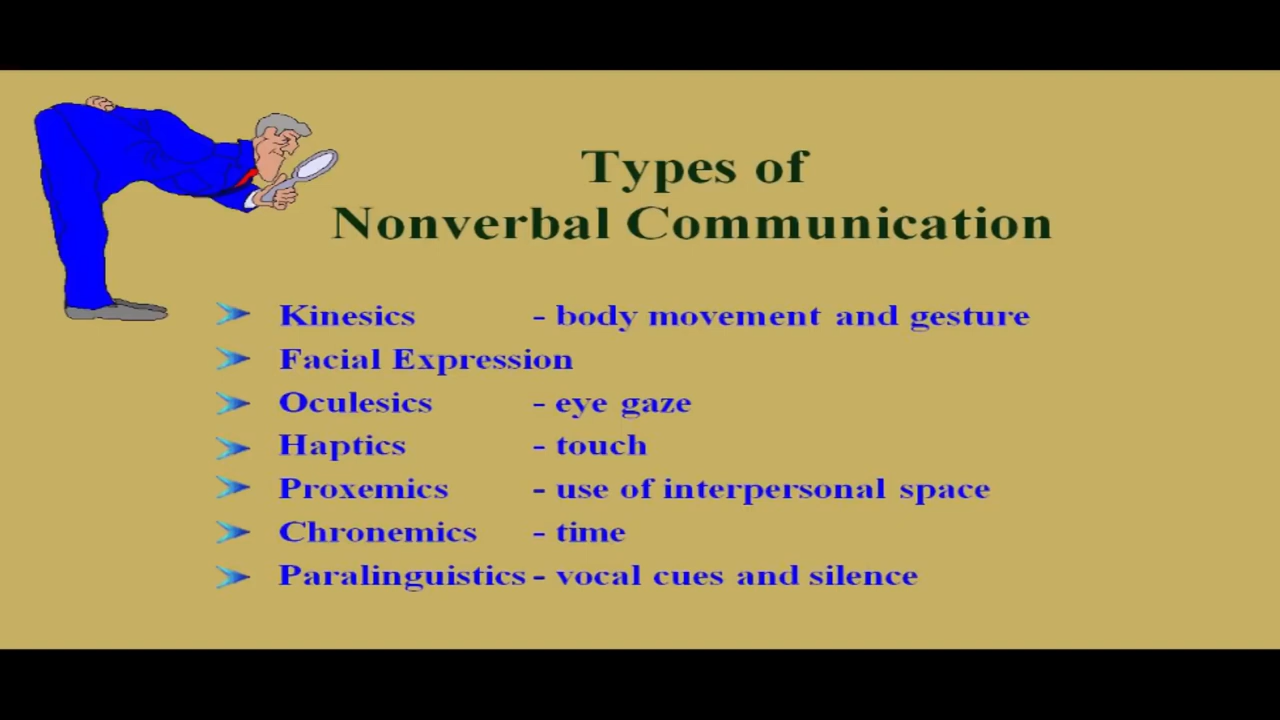 Types of
Nonverbal Communication
Kinesics - body movement and gesture
Facial Expression
Oculesics - eye gaze
Haptics - touch
Proxemics - use of interpersonal space
Chronemics - time
Paralinguistics - vocal cues and silence